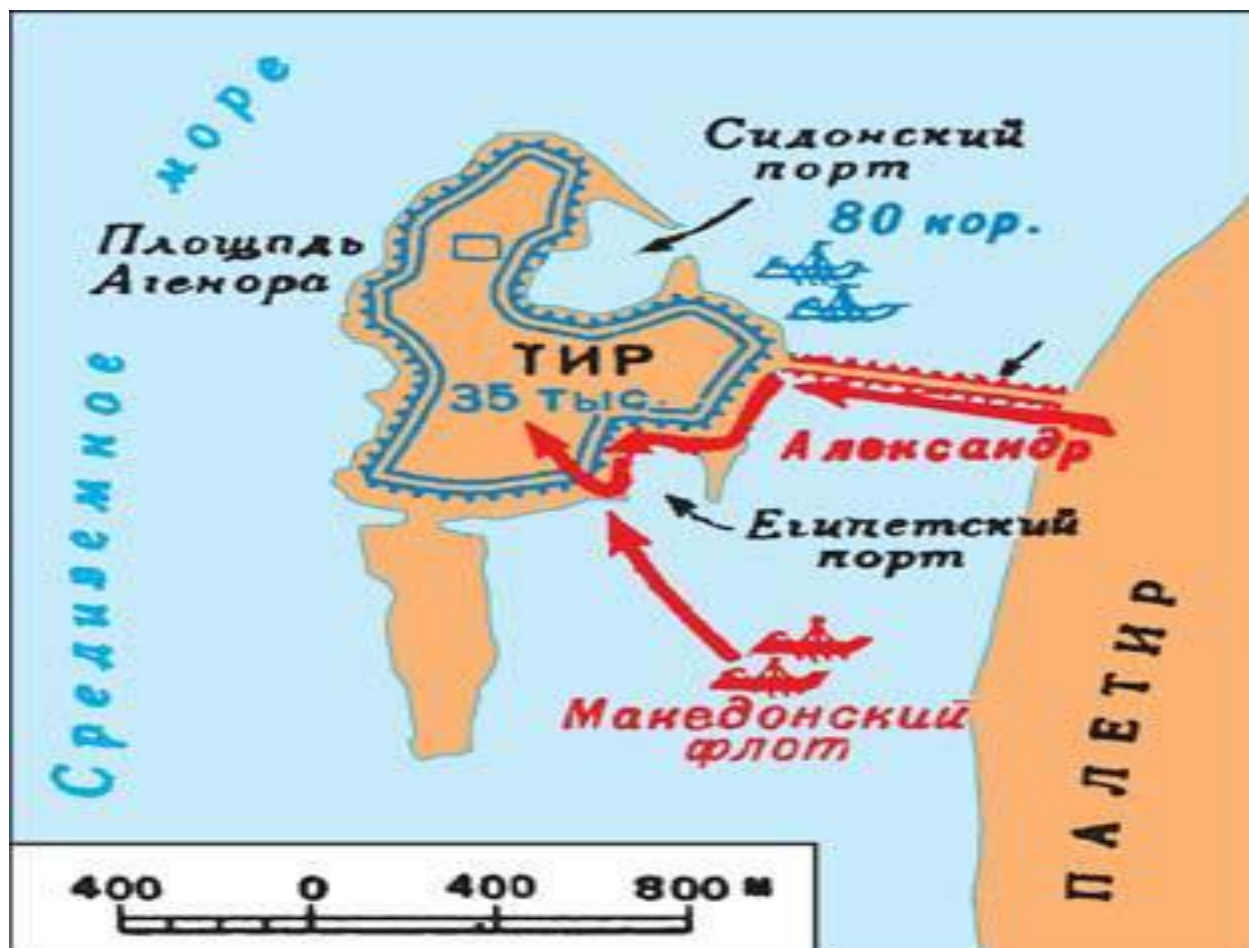 Средиземное море
Сидонский
порт
80 кор.
Площадь
Агенора
ТИР
35 тыс.
Александр
Египетский
порт
Македонский
флот
ПАЛЕТИР
400 0 400 800 м